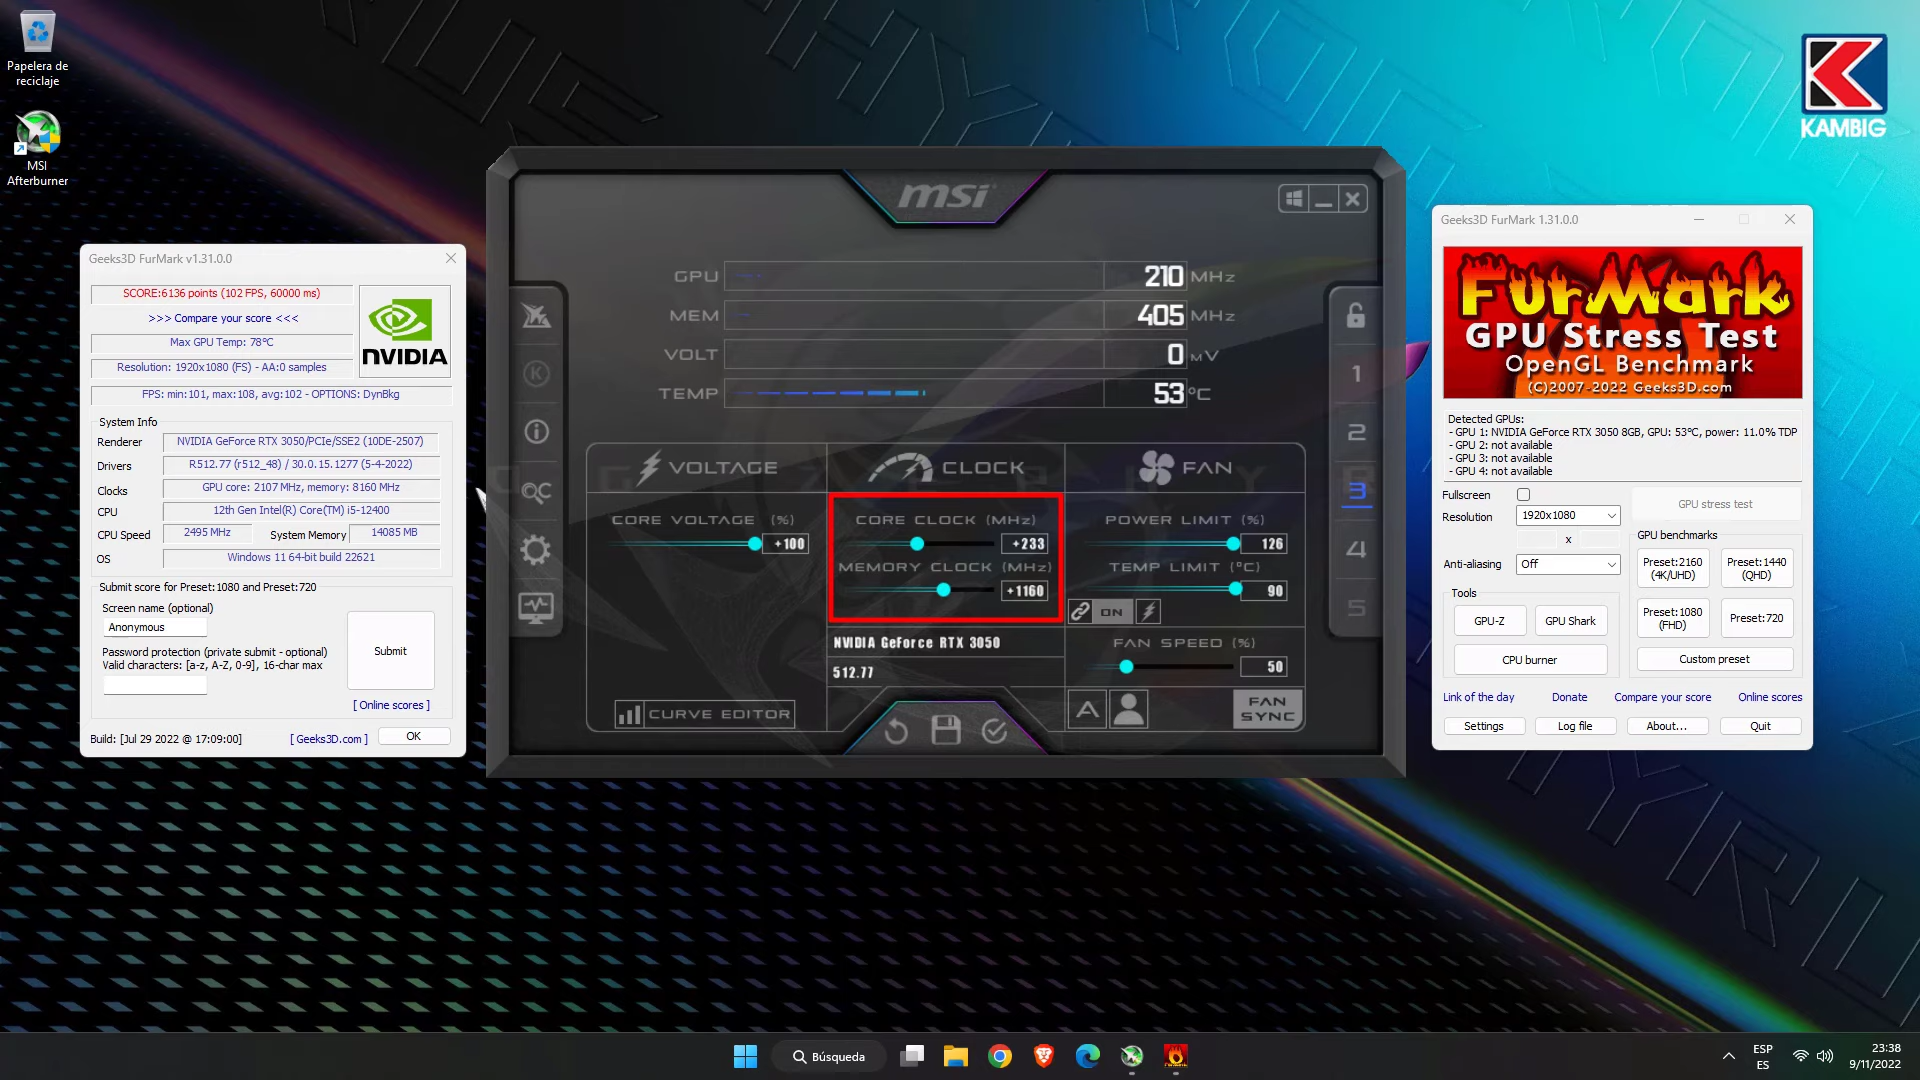 Papelera de
reciclaje
MSI
Afterburner
KAMBIG
Geeks3D FurMark v1.31.0.0
SCORE:6136 points (102 FPS, 60000 ms)
>>> Compare your score <<<
Max GPU Temp: 78°C
Resolution: 1920x1080 (FS) - AA:0 samples
FPS: min:101, max:108, avg:102 - OPTIONS: DynBkg
NVIDIA
System Info
Renderer NVIDIA GeForce RTX 3050/PCIe/SSE2 (10DE-2507)
Drivers R512.77 (r512_48) / 30.0.15.1277 (5-4-2022)
Clocks GPU core: 2107 MHz, memory: 8160 MHz
CPU 12th Gen Intel(R) Core(TM) i5-12400
CPU Speed 2495 MHz System Memory 14085 MB
OS Windows 11 64-bit build 22621
Submit score for Preset:1080 and Preset:720
Screen name (optional)
Anonymous
Password protection (private submit - optional)
Valid characters: [a-z, A-Z, 0-9], 16-char max
Submit
[ Online scores ]
Build: [Jul 29 2022 @ 17:09:00] [ Geeks3D.com ] OK
msi
GPU 210 MHz
MEM 405 MHz
VOLT 0 mV
TEMP 53 °C
K
OC
VOLTAGE
CORE VOLTAGE (%)
+100
CURVE EDITOR
CLOCK
CORE CLOCK (MHz)
+233
MEMORY CLOCK (MHz)
+1160
NVIDIA GeForce RTX 3050
512.77
FAN
POWER LIMIT (%)
126
TEMP LIMIT (°C)
90
ON
FAN SPEED (%)
50
A
FAN
SYNC
1
2
3
4
5
Geeks3D FurMark 1.31.0.0
FurMark
GPU Stress Test
OpenGL Benchmark
(C)2007-2022 Geeks3D.com
Detected GPUs:
- GPU 1: NVIDIA GeForce RTX 3050 8GB, GPU: 53°C, power: 11.0% TDP
- GPU 2: not available
- GPU 3: not available
- GPU 4: not available
Fullscreen
Resolution 1920x1080
x
Anti-aliasing Off
GPU stress test
GPU benchmarks
Preset:2160
(4K/UHD)
Preset:1440
(QHD)
Preset:1080
(FHD)
Preset:720
Custom preset
Tools
GPU-Z GPU Shark
CPU burner
Link of the day Donate Compare your score Online scores
Settings Log file About... Quit
Búsqueda
FurMark
ESP
ES
23:38
9/11/2022